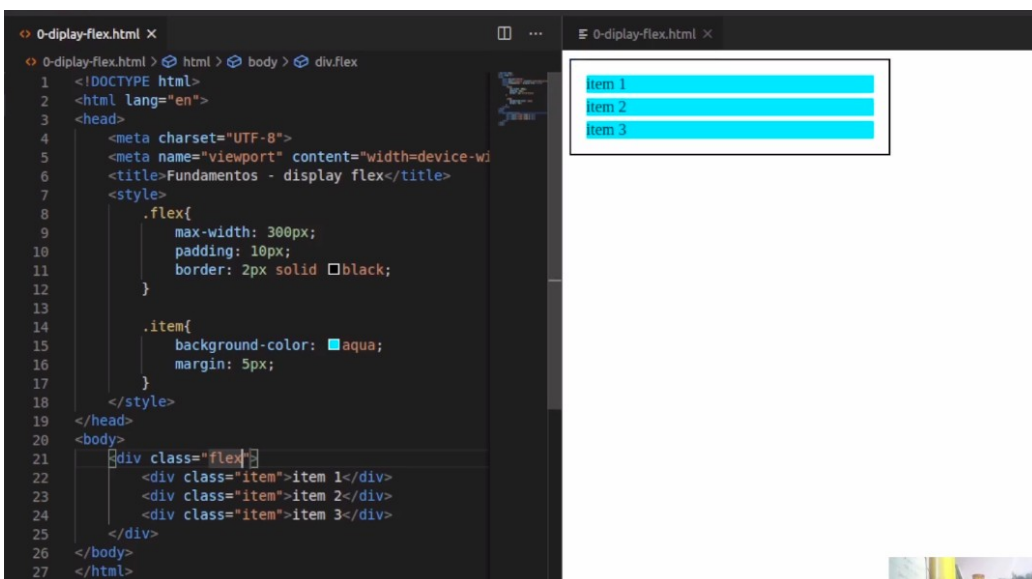 0-diplay-flex.html
0-diplay-flex.html > html > body > div.flex
1 <!DOCTYPE html>
2 <html lang="en">
3 <head>
4 <meta charset="UTF-8">
5 <meta name="viewport" content="width=device-wi
6 <title>Fundamentos - display flex</title>
7 <style>
8 .flex{
9 max-width: 300px;
10 padding: 10px;
11 border: 2px solid black;
12 }
13
14 .item{
15 background-color: aqua;
16 margin: 5px;
17 }
18 </style>
19 </head>
20 <body>
21 <div class="flex">
22 <div class="item">item 1</div>
23 <div class="item">item 2</div>
24 <div class="item">item 3</div>
25 </div>
26 </body>
27 </html>
0-diplay-flex.html
item 1
item 2
item 3